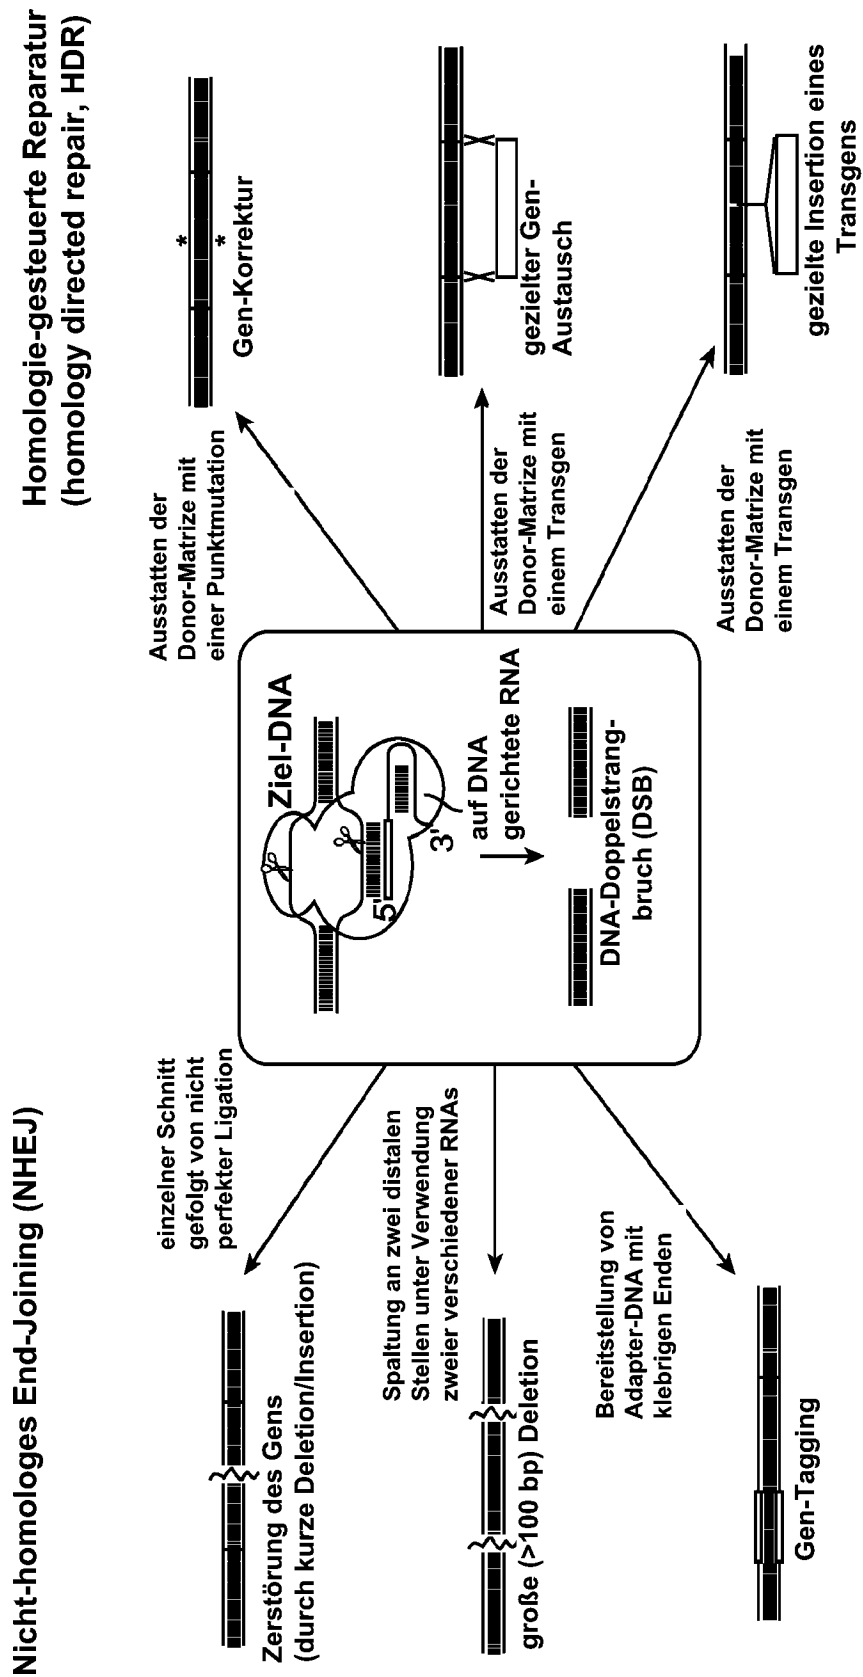 Nicht-homologes End-Joining (NHEJ)
einzelner Schnitt
gefolgt von nicht
perfekter Ligation
Zerstörung des Gens
(durch kurze Deletion/Insertion)
Spaltung an zwei distalen
Stellen unter Verwendung
zweier verschiedener RNAs
große (>100 bp) Deletion
Bereitstellung von
Adapter-DNA mit
klebrigen Enden
Gen-Tagging
Ziel-DNA
5'
3'
auf DNA
gerichtete RNA
DNA-Doppelstrang-
bruch (DSB)
Homologie-gesteuerte Reparatur
(homology directed repair, HDR)
Ausstatten der
Donor-Matrize mit
einer Punktmutation
*
*
Gen-Korrektur
Ausstatten der
Donor-Matrize mit
einem Transgen
gezielter Gen-
Austausch
Ausstatten der
Donor-Matrize mit
einem Transgen
gezielte Insertion eines
Transgens